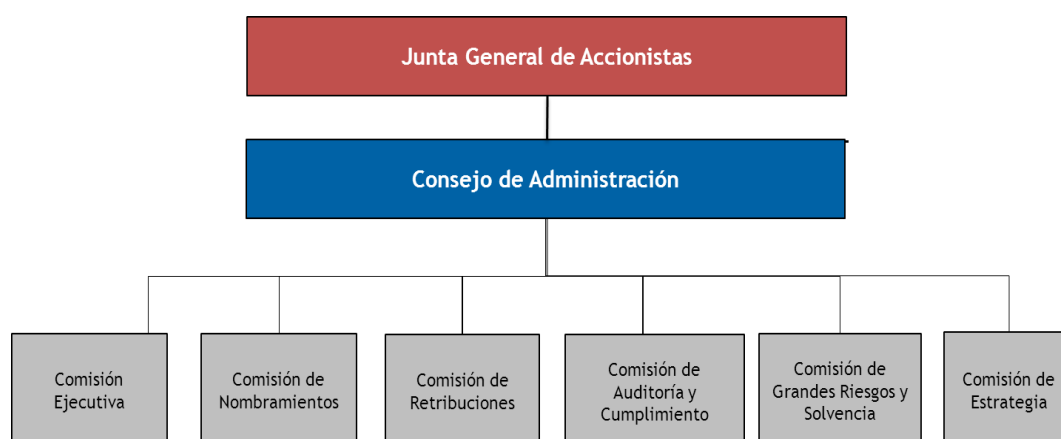 Junta General de Accionistas
Consejo de Administración
Comisión
Ejecutiva
Comisión de
Nombramientos
Comisión de
Retribuciones
Comisión de
Auditoría y
Cumplimiento
Comisión de
Grandes Riesgos y
Solvencia
Comisión de
Estrategia